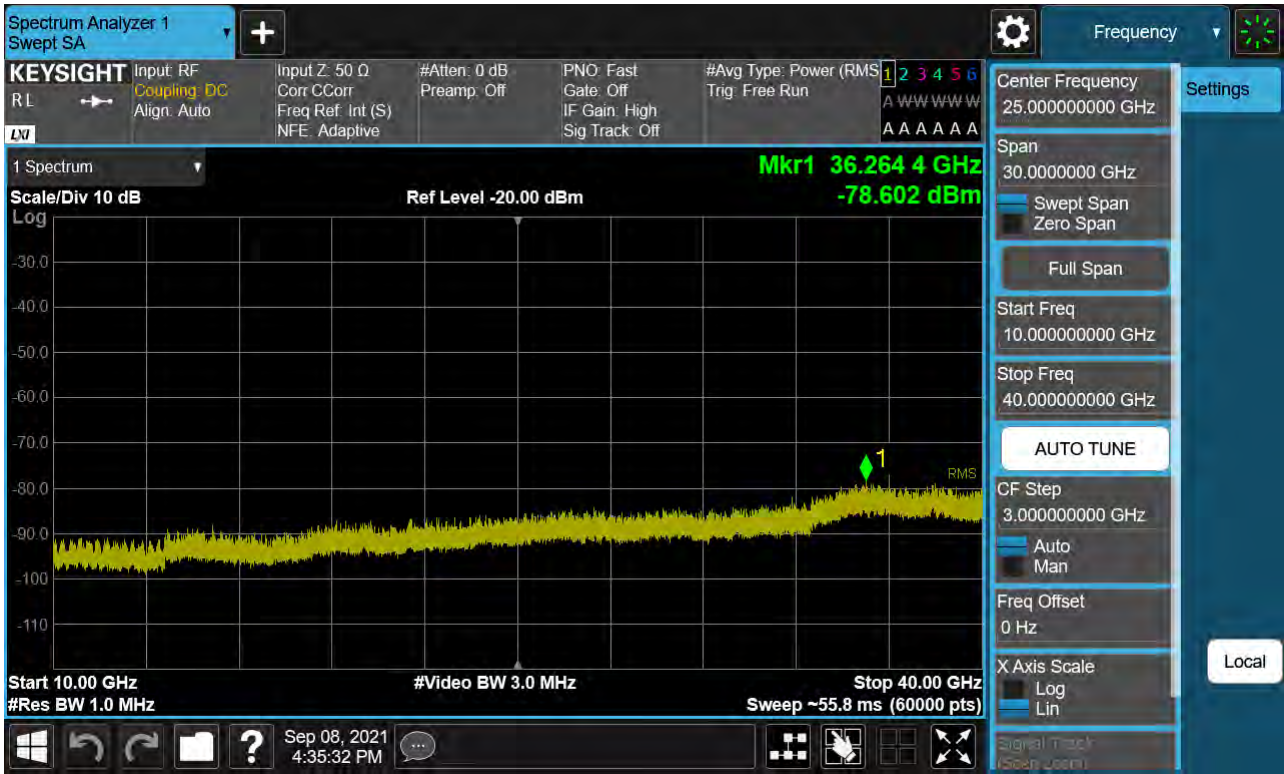 Spectrum Analyzer 1
Swept SA
Frequency
KEYSIGHT
RL
LXI
Input: RF
Coupling: DC
Align: Auto
Input Z: 50 Ω
Corr CCorr
Freq Ref: Int (S)
NFE: Adaptive
#Atten: 0 dB
Preamp: Off
PNO: Fast
Gate: Off
IF Gain: High
Sig Track: Off
#Avg Type: Power (RMS
Trig: Free Run
1 2 3 4 5 6
A W W W W W
A A A A A A
1 Spectrum
Scale/Div 10 dB
Ref Level -20.00 dBm
Mkr1 36.264 4 GHz
-78.602 dBm
Log
-30.0
-40.0
-50.0
-60.0
-70.0
-80.0
-90.0
-100
-110
1
RMS
Start 10.00 GHz
#Video BW 3.0 MHz
Stop 40.00 GHz
#Res BW 1.0 MHz
Sweep ~55.8 ms (60000 pts)
Sep 08, 2021
4:35:32 PM
Center Frequency
25.000000000 GHz
Span
30.0000000 GHz
Swept Span
Zero Span
Full Span
Start Freq
10.000000000 GHz
Stop Freq
40.000000000 GHz
AUTO TUNE
CF Step
3.000000000 GHz
Auto
Man
Freq Offset
0 Hz
X Axis Scale
Log
Lin
Signal Track
(Span Zoom)
Settings
Local